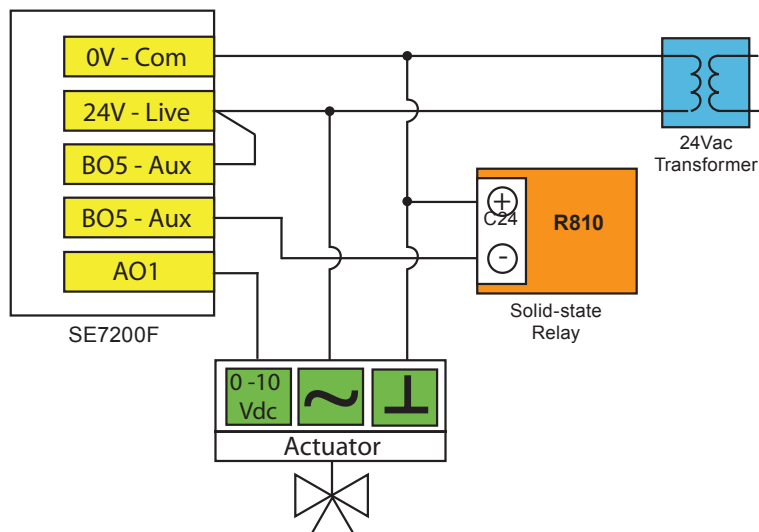 0V - Com
24V - Live
BO5 - Aux
BO5 - Aux
AO1
SE7200F
24Vac
Transformer
+
C24
-
R810
Solid-state
Relay
0 -10
Vdc
~
Actuator